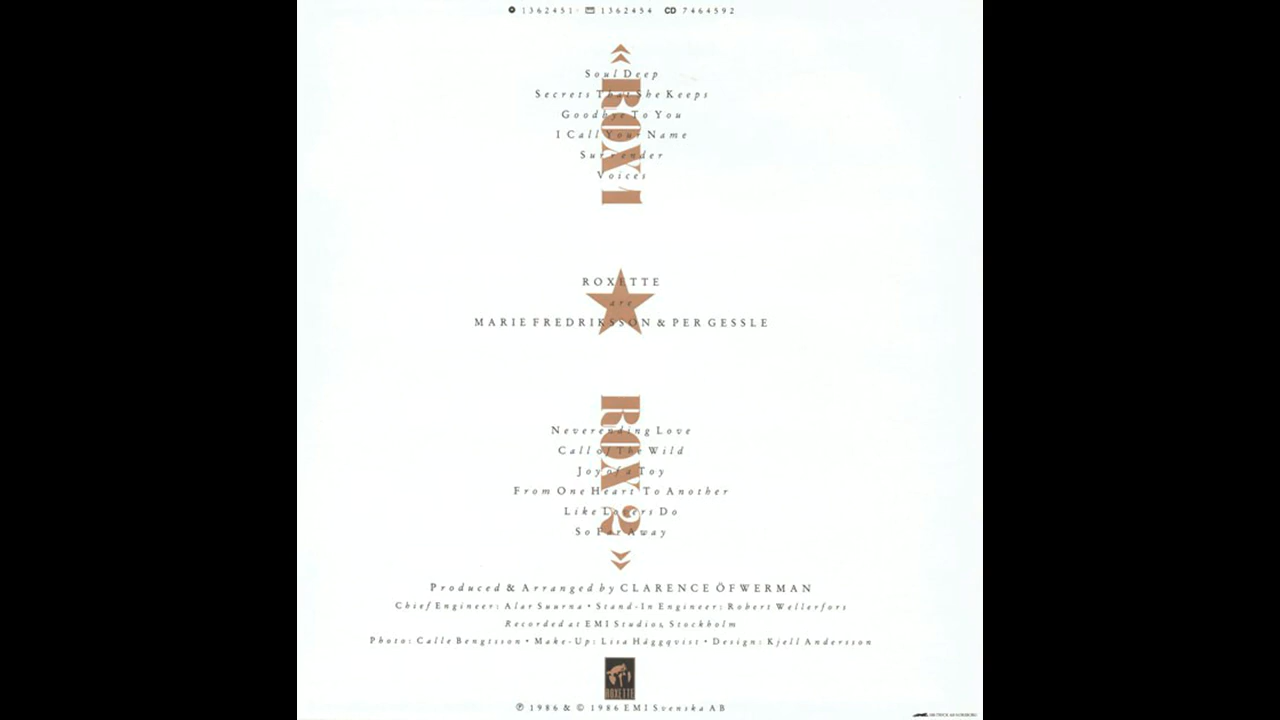 1362451 1362454 CD 7464592
Soul Deep
Secrets That She Keeps
Goodbye To You
I Call Your Name
Surrender
Voices
ROX 1
ROXETTE
are
MARIE FREDRIKSSON & PER GESSLE
ROX 2
Neverending Love
Call of The Wild
Joy of a Toy
From One Heart To Another
Like Lovers Do
So Far Away
Produced & Arranged by CLARENCE ÖFWERMAN
Chief Engineer: Alar Suurna • Stand-In Engineer: Robert Wellerfors
Recorded at EMI Studios, Stockholm
Photo: Calle Bengtsson • Make-Up: Lisa Häggqvist • Design: Kjell Andersson
ROXETTE
℗ 1986 & © 1986 EMI Svenska AB